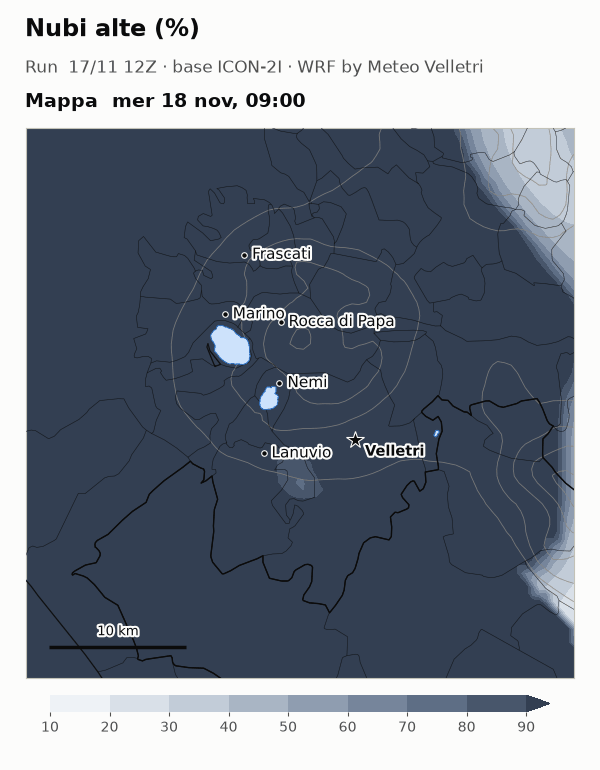 Nubi alte (%)
Run  17/11 12Z · base ICON-2I · WRF by Meteo Velletri
Mappa  mer 18 nov, 09:00
Frascati
Marino
Rocca di Papa
Nemi
Lanuvio
Velletri
10 km
10 20 30 40 50 60 70 80 90